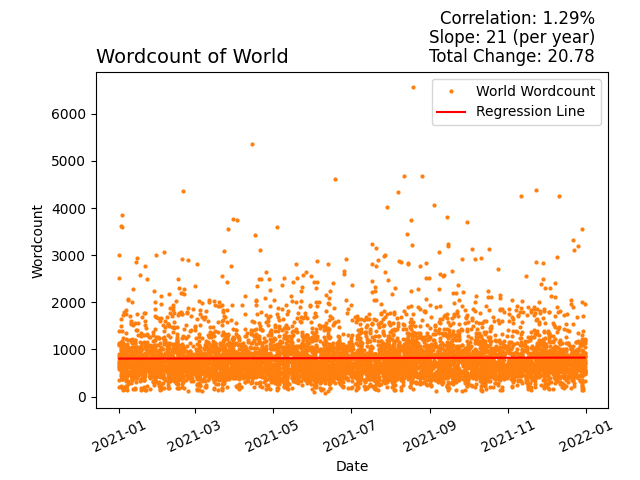 Correlation: 1.29%
Slope: 21 (per year)
Total Change: 20.78
Wordcount of World
World Wordcount
Regression Line
Wordcount
6000
5000
4000
3000
2000
1000
0
2021-01
2021-03
2021-05
2021-07
2021-09
2021-11
2022-01
Date